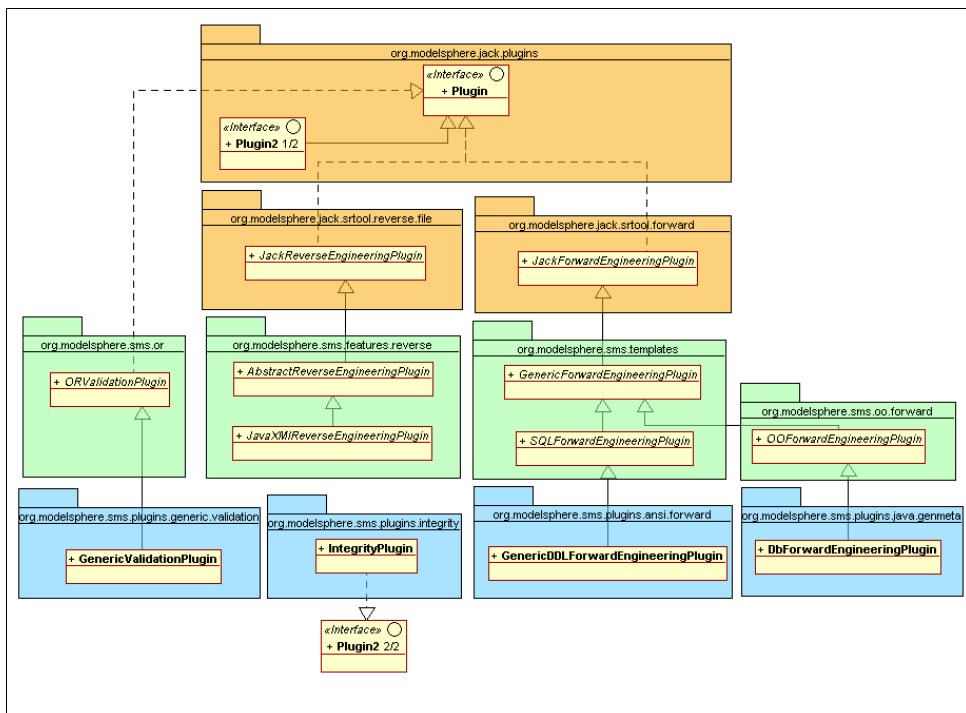 org.modelsphere.jack.plugins
«Interface»
+ Plugin
«Interface»
+ Plugin2 1/2
org.modelsphere.jack.srtool.reverse.file
+ JackReverseEngineeringPlugin
org.modelsphere.jack.srtool.forward
+ JackForwardEngineeringPlugin
org.modelsphere.sms.or
+ ORValidationPlugin
org.modelsphere.sms.features.reverse
+ AbstractReverseEngineeringPlugin
+ JavaXMIReverseEngineeringPlugin
org.modelsphere.sms.templates
+ GenericForwardEngineeringPlugin
+ SQLForwardEngineeringPlugin
org.modelsphere.sms.oo.forward
+ OOForwardEngineeringPlugin
org.modelsphere.sms.plugins.generic.validation
+ GenericValidationPlugin
org.modelsphere.sms.plugins.integrity
+ IntegrityPlugin
org.modelsphere.sms.plugins.ansi.forward
+ GenericDDLForwardEngineeringPlugin
org.modelsphere.sms.plugins.java.genmeta
+ DbForwardEngineeringPlugin
«Interface»
+ Plugin2 2/2